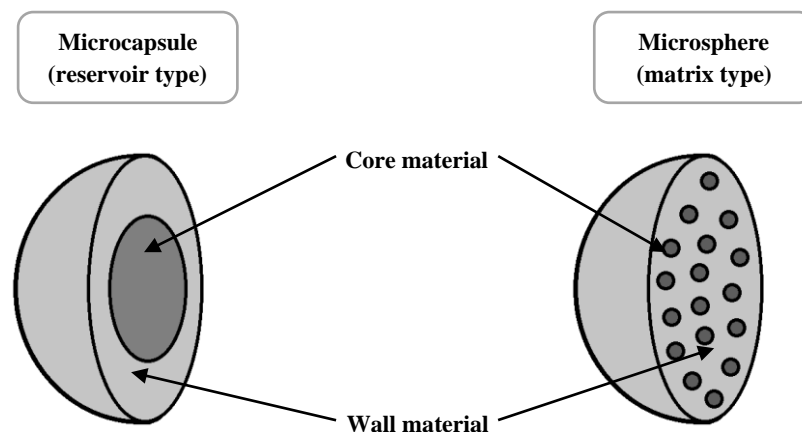 Microcapsule
(reservoir type)
Microsphere
(matrix type)
Core material
Wall material